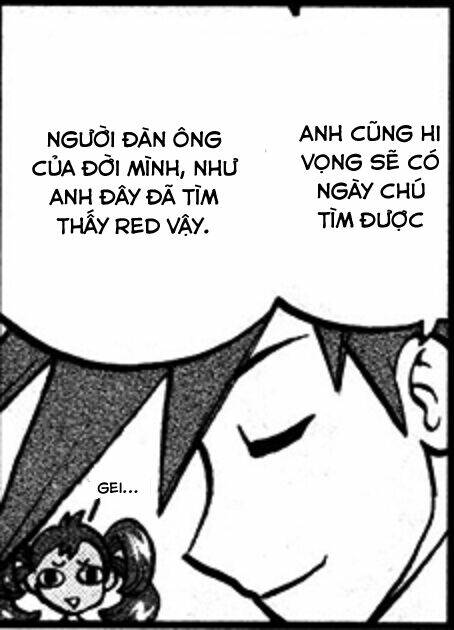 ANH CŨNG HI
VỌNG SẼ CÓ
NGÀY CHÚ
TÌM ĐƯỢC
NGƯỜI ĐÀN ÔNG
CỦA ĐỜI MÌNH, NHƯ
ANH ĐÂY ĐÃ TÌM
THẤY RED VẬY.
GEI...